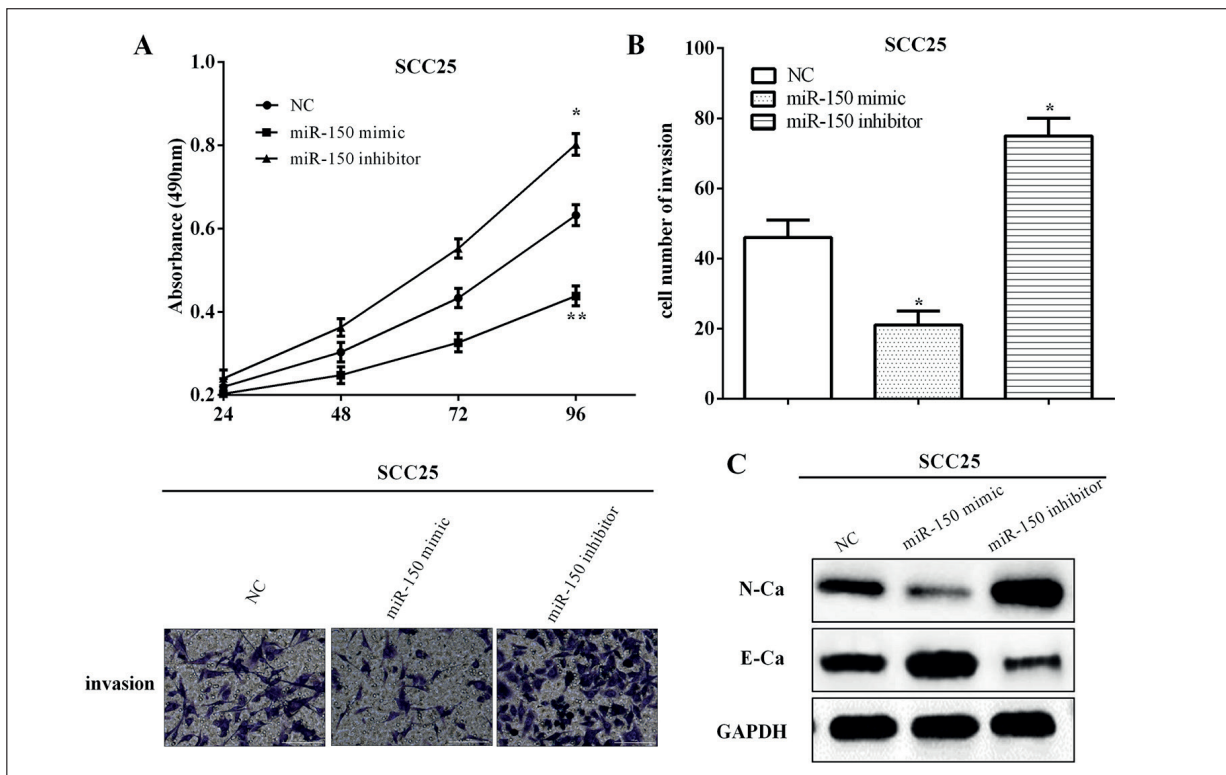 A
SCC25
1.0
0.8
0.6
0.4
0.2
Absorbance (490nm)
NC
miR-150 mimic
miR-150 inhibitor
*
**
24 48 72 96
B
SCC25
100
80
60
40
20
0
cell number of invasion
NC
miR-150 mimic
miR-150 inhibitor
*
*
SCC25
NC
miR-150 mimic
miR-150 inhibitor
invasion
C
SCC25
NC
miR-150 mimic
miR-150 inhibitor
N-Ca
E-Ca
GAPDH